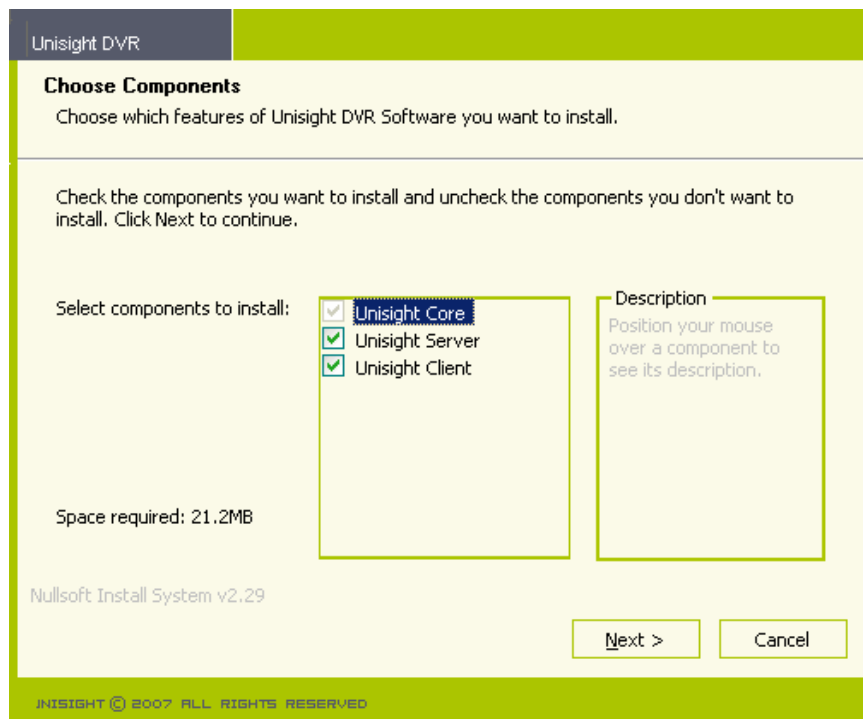 Unisight DVR
Choose Components
Choose which features of Unisight DVR Software you want to install.
Check the components you want to install and uncheck the components you don't want to
install. Click Next to continue.
Select components to install:
Unisight Core
Unisight Server
Unisight Client
Description
Position your mouse
over a component to
see its description.
Space required: 21.2MB
Nullsoft Install System v2.29
Next >
Cancel
UNISIGHT © 2007 ALL RIGHTS RESERVED